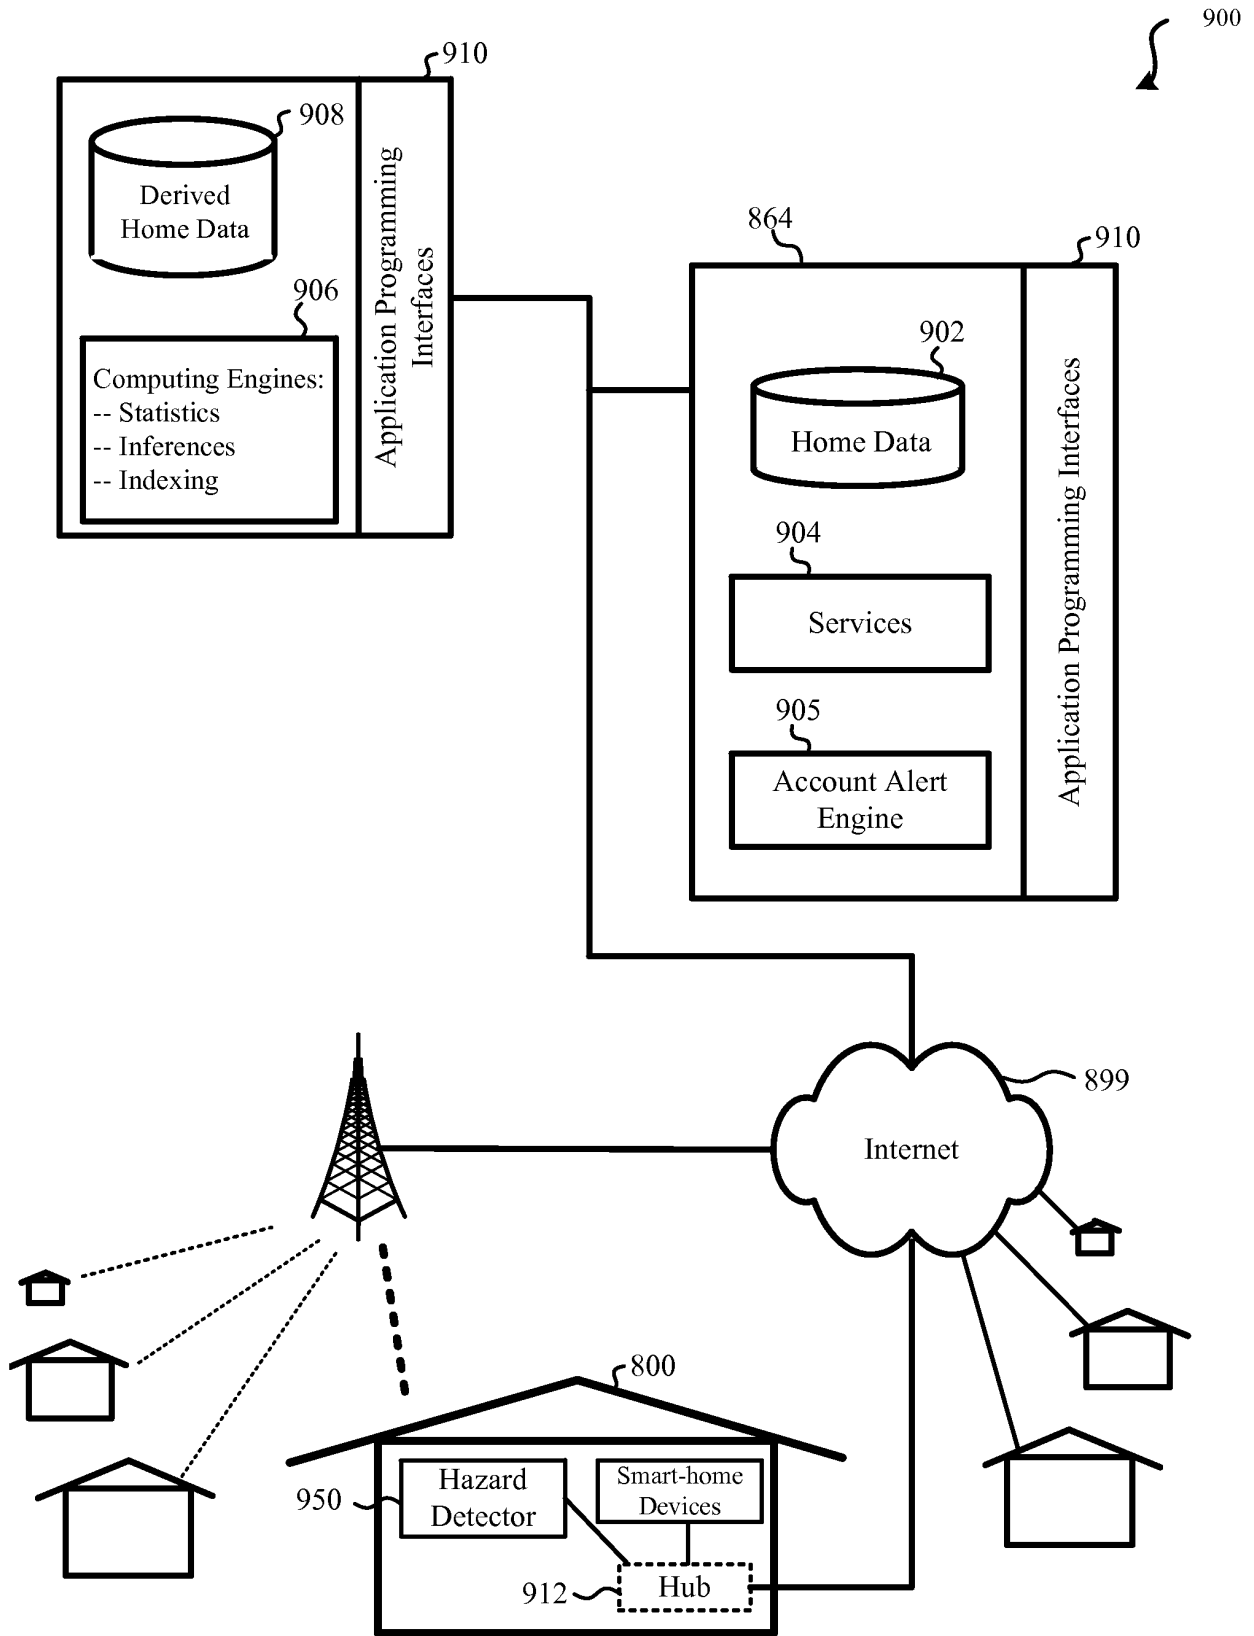 900
910
908
Derived
Home Data
906
Computing Engines:
-- Statistics
-- Inferences
-- Indexing
Application Programming
Interfaces
864
910
902
Home Data
904
Services
905
Account Alert
Engine
Application Programming Interfaces
899
Internet
800
950
Hazard
Detector
Smart-home
Devices
912
Hub